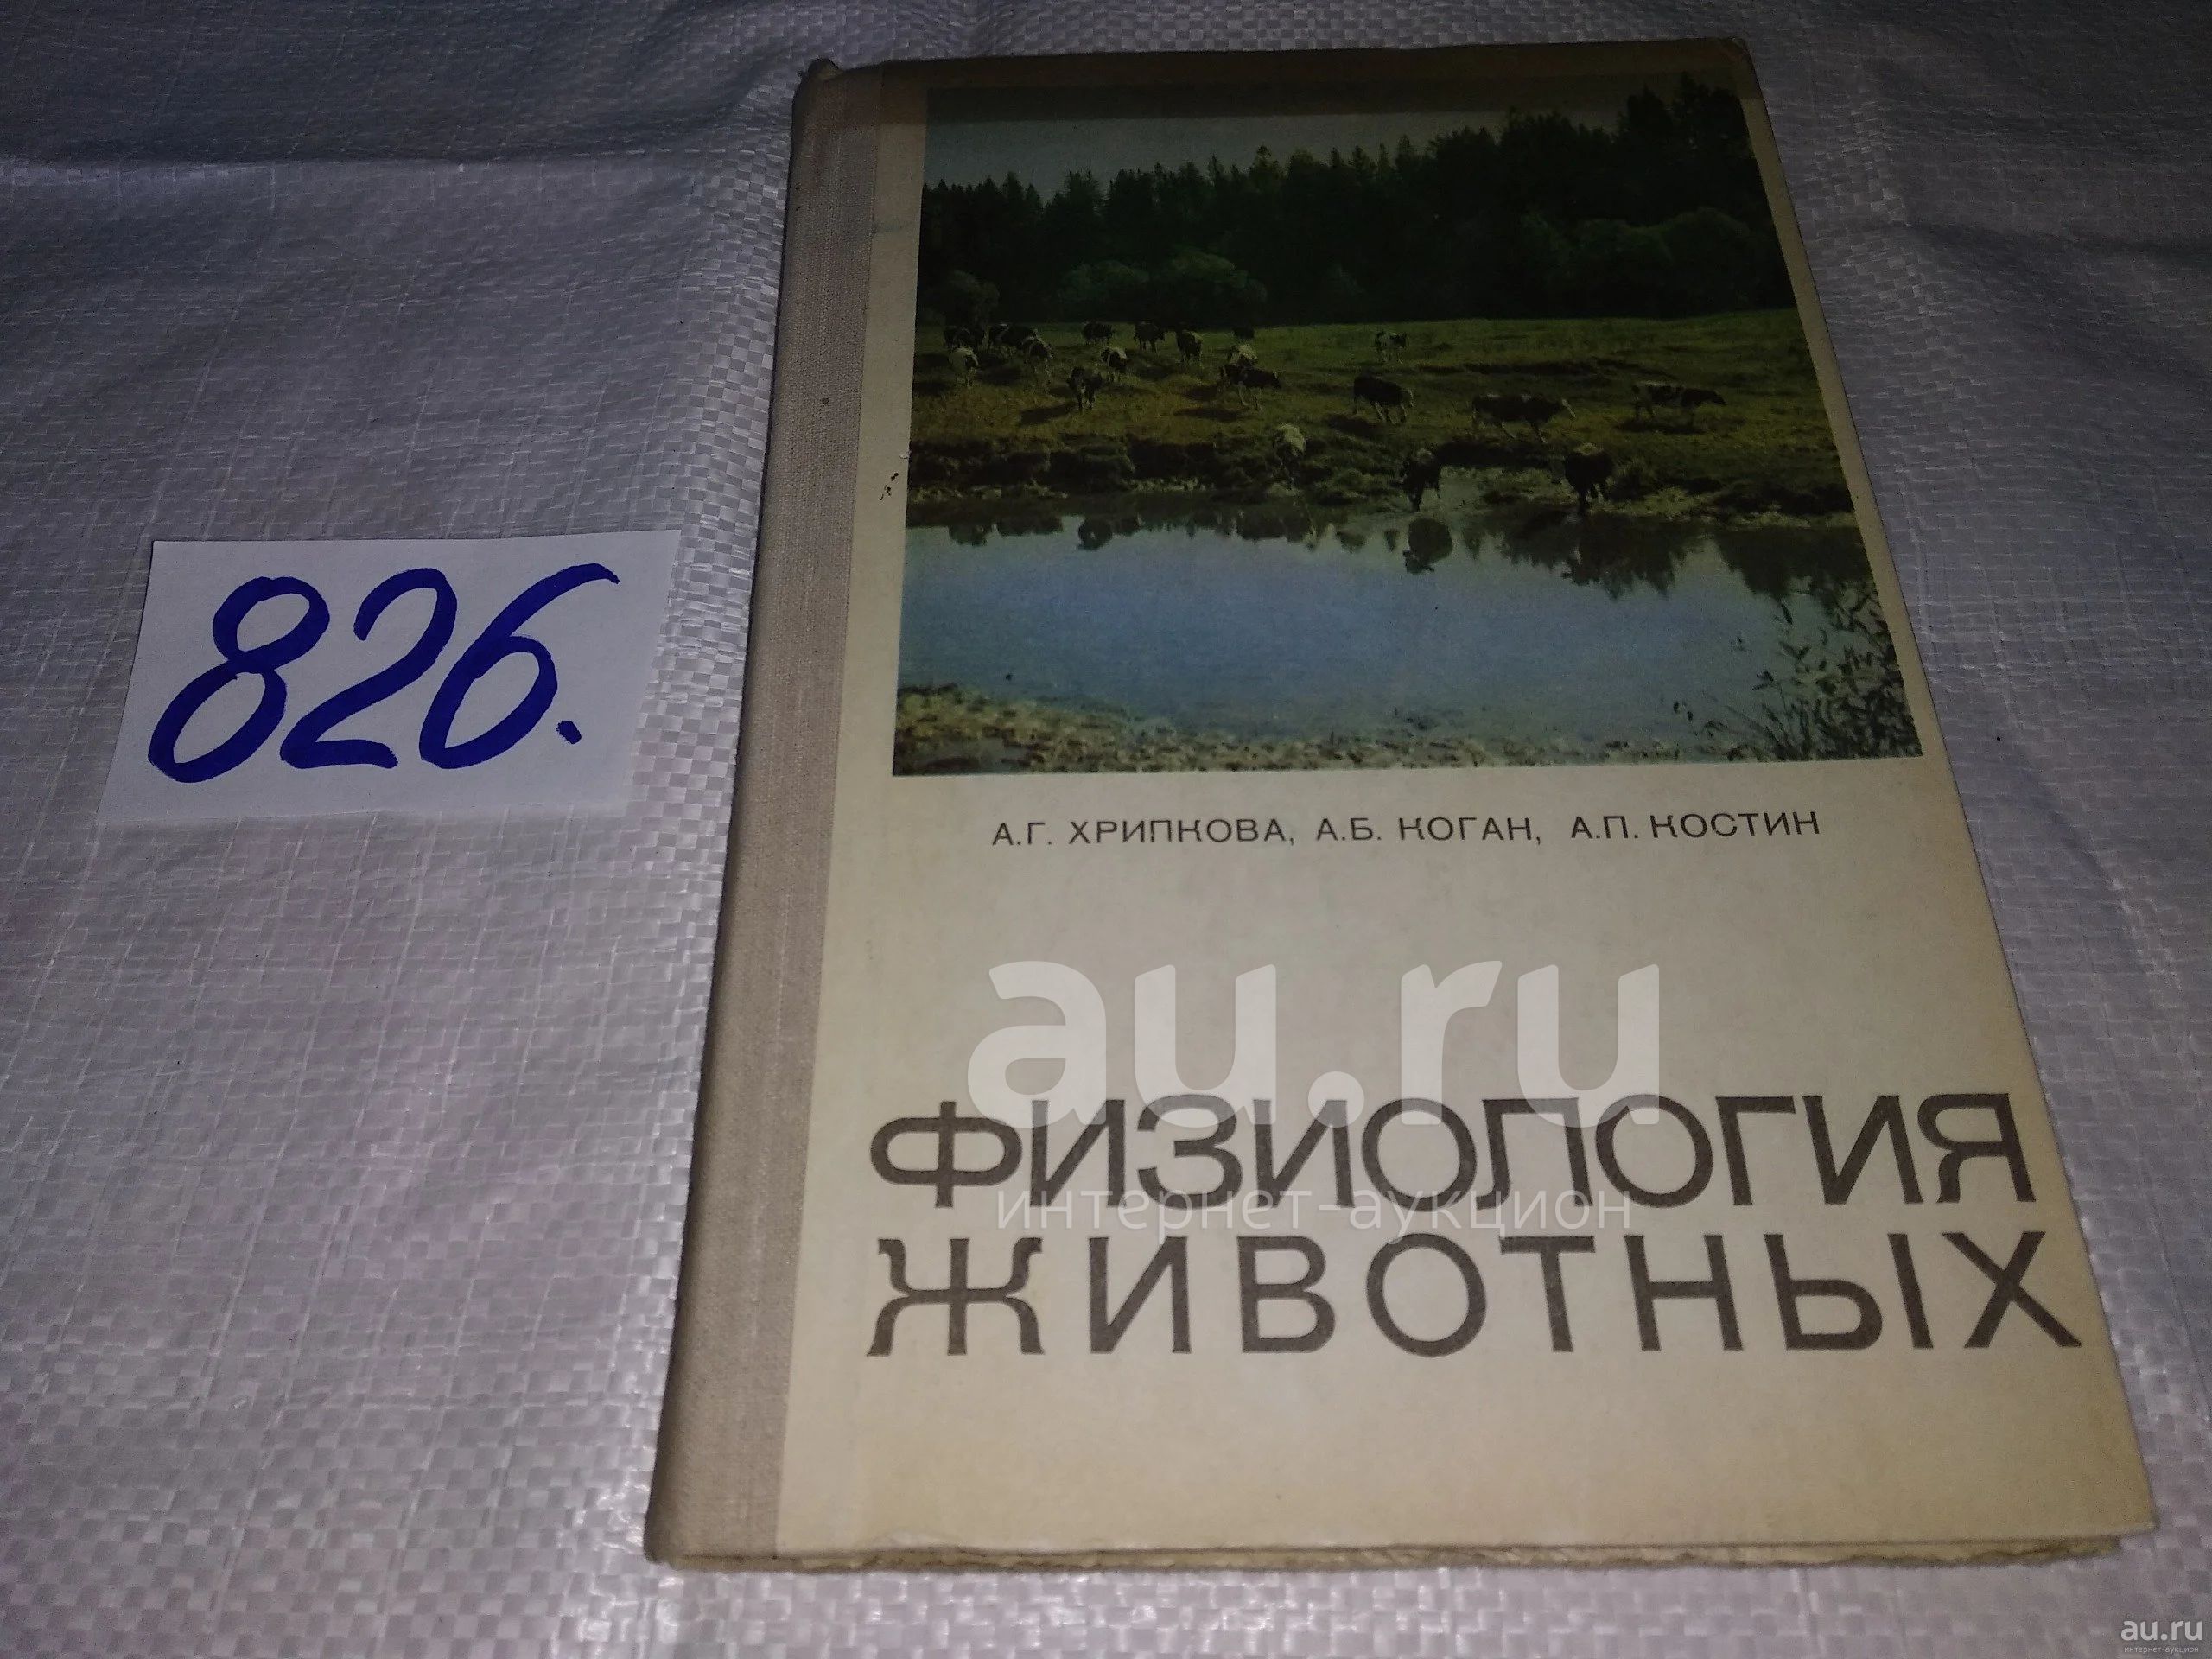 826.
А.Г. ХРИПКОВА, А.Б. КОГАН, А.П. КОСТИН
au.ru
ФИЗИОЛОГИЯ
интернет-аукцион
ЖИВОТНЫХ
au.ru
интернет-аукцион